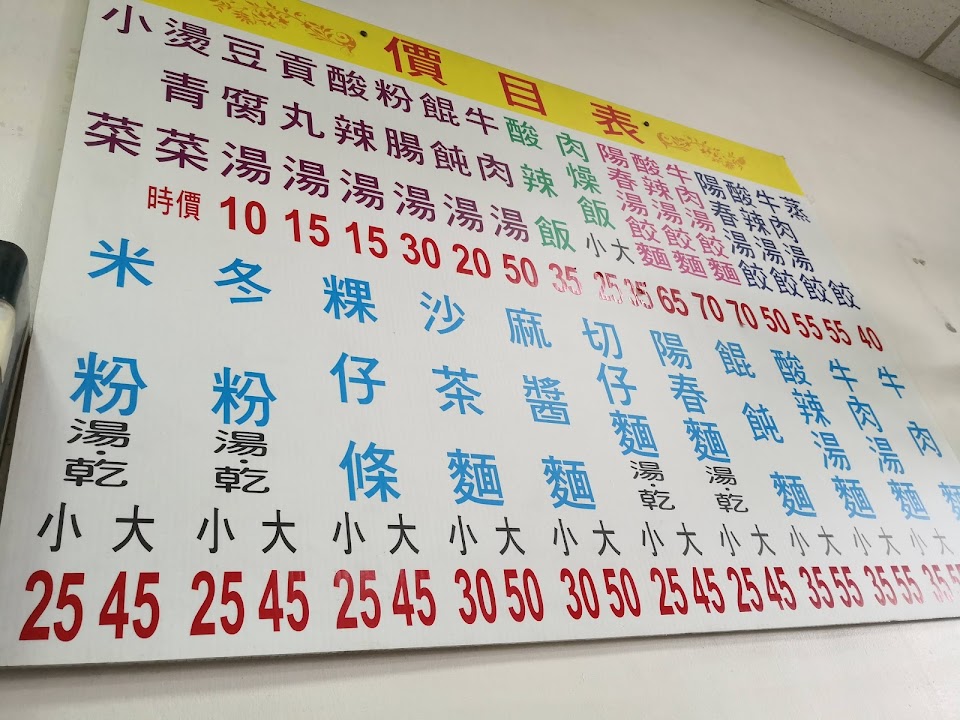 價目表
蒸餃 40
牛肉湯餃 55
酸辣湯餃 55
陽春湯餃 50
牛肉湯餃麵 70
酸辣湯餃麵 70
陽春湯餃麵 65
肉燥飯 小 大 25 35
酸辣飯 35
牛肉湯 50
餛飩湯 20
粉腸湯 30
酸辣湯 15
貢丸湯 15
豆腐湯 10
燙青菜
小菜
時價
牛肉麵
牛肉湯麵 小 大 35
酸辣湯麵 小 大 35 55
餛飩麵 小 大 35 55
陽春麵 湯·乾 小 大 25 45
切仔麵 湯·乾 小 大 25 45
麻醬麵 小 大 30 50
沙茶麵 小 大 30 50
粿仔條 小 大 25 45
冬粉 湯·乾 小 大 25 45
米粉 湯·乾 小 大 25 45